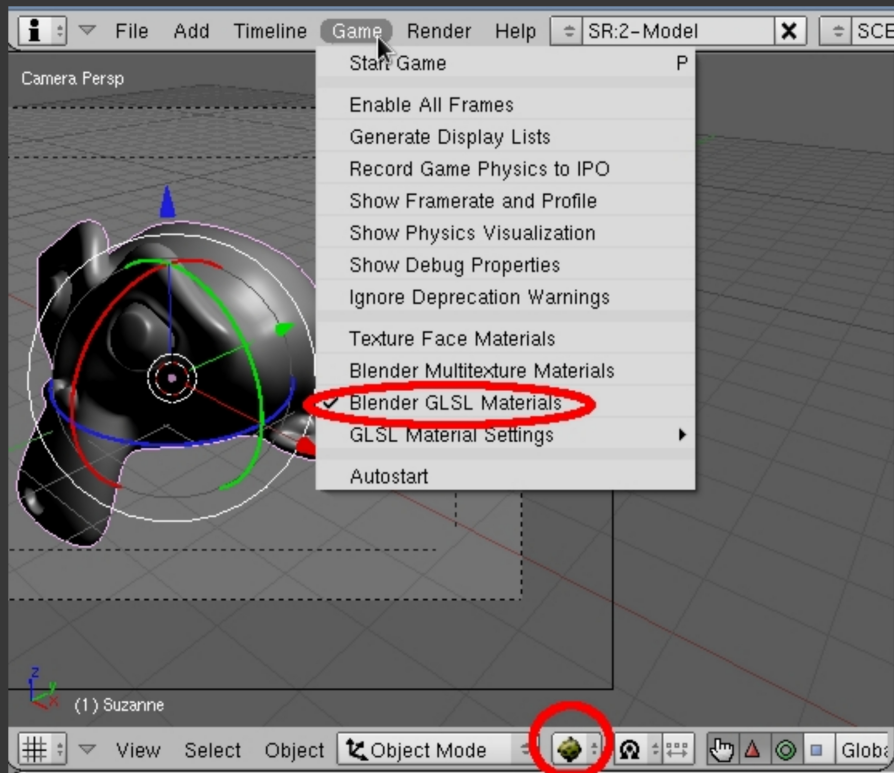 File Add Timeline Game Render Help SR:2-Model SCE
Camera Persp
Start Game P
Enable All Frames
Generate Display Lists
Record Game Physics to IPO
Show Framerate and Profile
Show Physics Visualization
Show Debug Properties
Ignore Deprecation Warnings
Texture Face Materials
Blender Multitexture Materials
Blender GLSL Materials
GLSL Material Settings
Autostart
z
y
x
(1) Suzanne
View Select Object Object Mode Globa